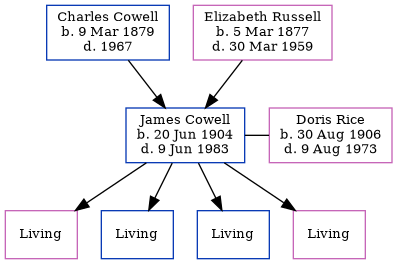 Charles Cowell
b. 9 Mar 1879
d. 1967
Elizabeth Russell
b. 5 Mar 1877
d. 30 Mar 1959
James Cowell
b. 20 Jun 1904
d. 9 Jun 1983
Doris Rice
b. 30 Aug 1906
d. 9 Aug 1973
Living
Living
Living
Living